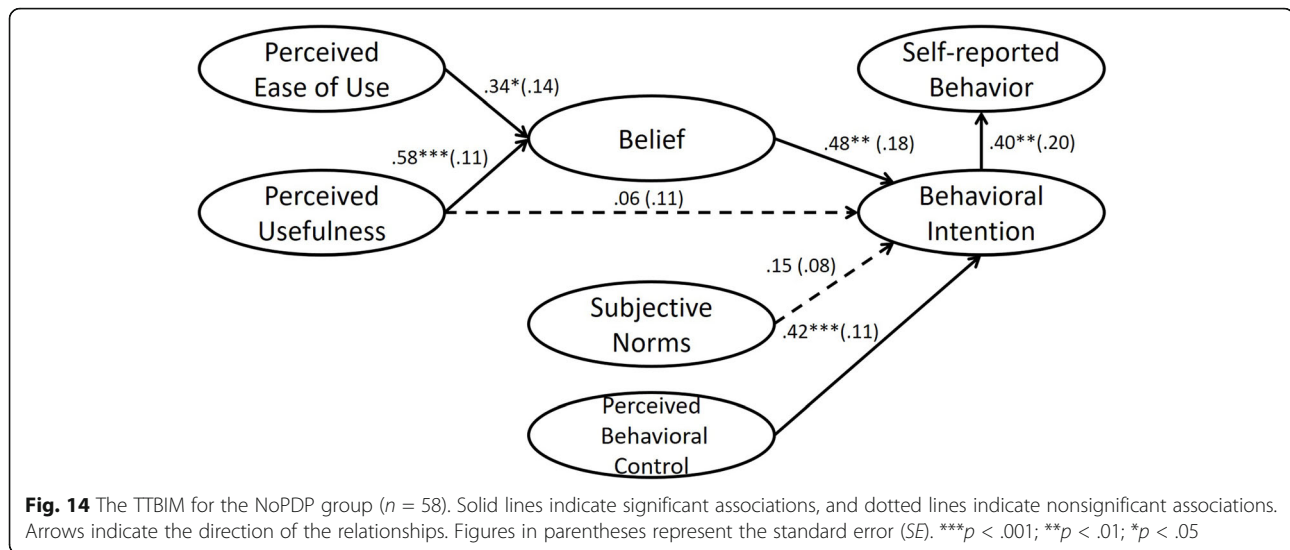 Perceived
Ease of Use
Self-reported
Behavior
.34*(.14)
Belief
.48** (.18)
.40**(.20)
.58***(.11)
Perceived
Usefulness
.06 (.11)
Behavioral
Intention
.15 (.08)
Subjective
Norms
.42***(.11)
Perceived
Behavioral
Control
Fig. 14 The TTBIM for the NoPDP group (n = 58). Solid lines indicate significant associations, and dotted lines indicate nonsignificant associations.
Arrows indicate the direction of the relationships. Figures in parentheses represent the standard error (SE). ***p < .001; **p < .01; *p < .05